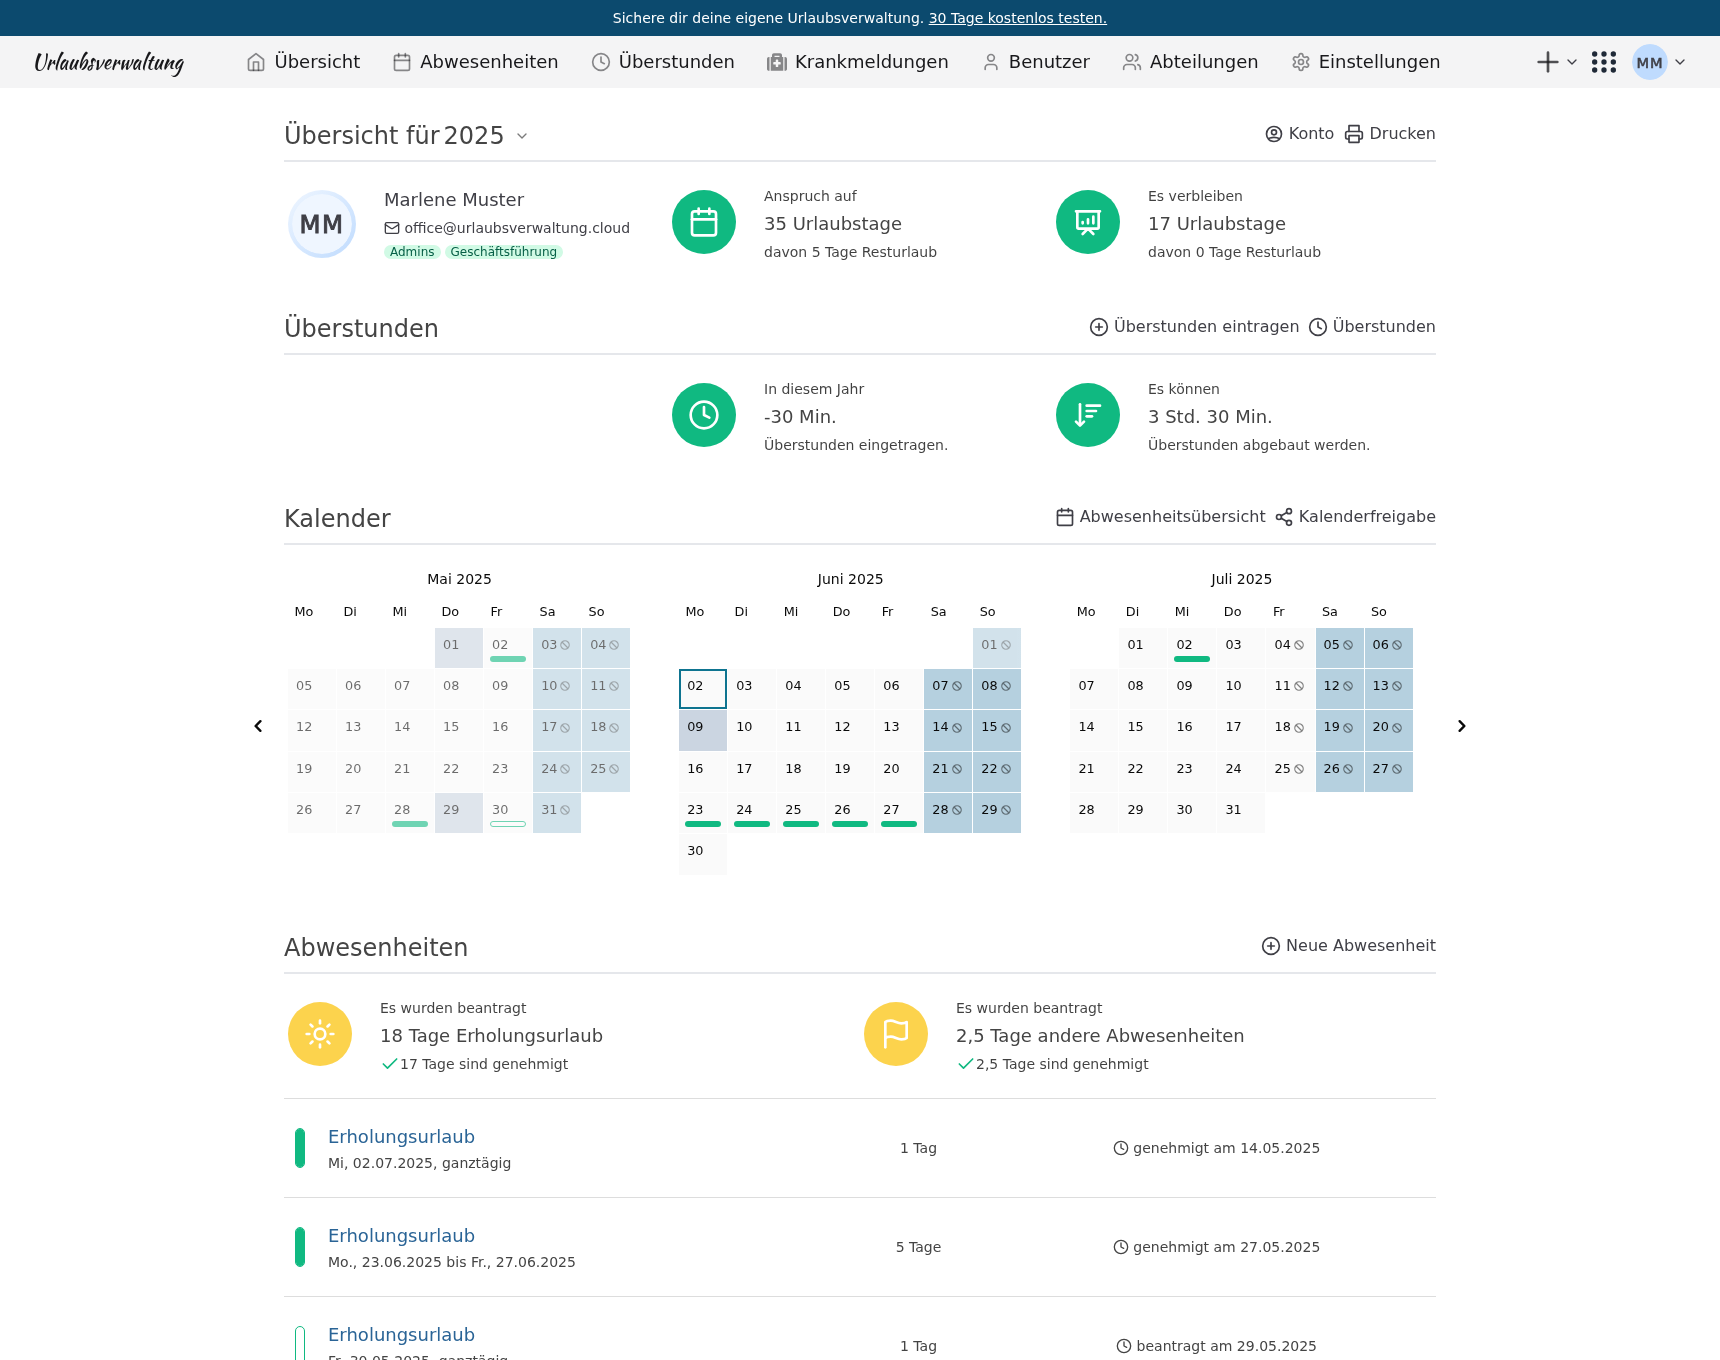 Sichere dir deine eigene Urlaubsverwaltung. 30 Tage kostenlos testen.
Urlaubsverwaltung Übersicht Abwesenheiten Überstunden Krankmeldungen Benutzer Abteilungen Einstellungen MM
Übersicht für 2025 Konto Drucken
MM
Marlene Muster
office@urlaubsverwaltung.cloud
Admins Geschäftsführung
Anspruch auf
35 Urlaubstage
davon 5 Tage Resturlaub
Es verbleiben
17 Urlaubstage
davon 0 Tage Resturlaub
Überstunden Überstunden eintragen Überstunden
In diesem Jahr
-30 Min.
Überstunden eingetragen.
Es können
3 Std. 30 Min.
Überstunden abgebaut werden.
Kalender Abwesenheitsübersicht Kalenderfreigabe
Mai 2025
Mo Di Mi Do Fr Sa So
01 02 03 04
05 06 07 08 09 10 11
12 13 14 15 16 17 18
19 20 21 22 23 24 25
26 27 28 29 30 31
Juni 2025
Mo Di Mi Do Fr Sa So
01
02 03 04 05 06 07 08
09 10 11 12 13 14 15
16 17 18 19 20 21 22
23 24 25 26 27 28 29
30
Juli 2025
Mo Di Mi Do Fr Sa So
01 02 03 04 05 06
07 08 09 10 11 12 13
14 15 16 17 18 19 20
21 22 23 24 25 26 27
28 29 30 31
Abwesenheiten Neue Abwesenheit
Es wurden beantragt
18 Tage Erholungsurlaub
17 Tage sind genehmigt
Es wurden beantragt
2,5 Tage andere Abwesenheiten
2,5 Tage sind genehmigt
Erholungsurlaub
Mi, 02.07.2025, ganztägig
1 Tag
genehmigt am 14.05.2025
Erholungsurlaub
Mo., 23.06.2025 bis Fr., 27.06.2025
5 Tage
genehmigt am 27.05.2025
Erholungsurlaub
Fr, 30.05.2025, ganztägig
1 Tag
beantragt am 29.05.2025